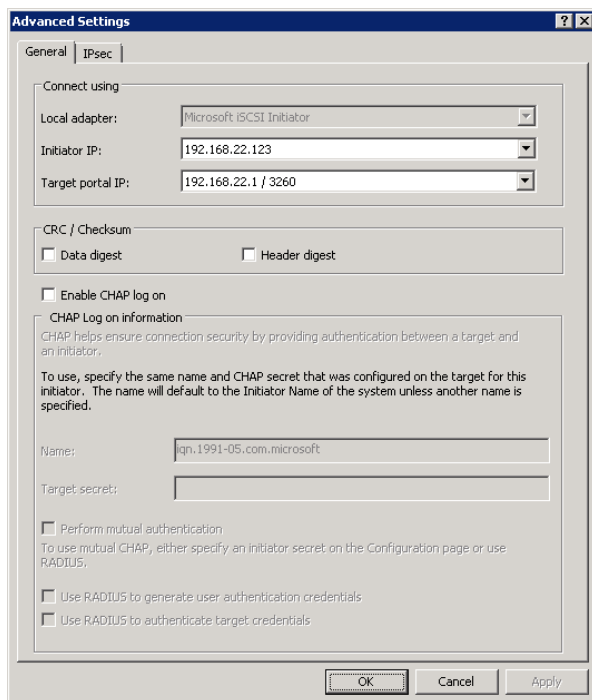 Advanced Settings
General IPsec
Connect using
Local adapter: Microsoft iSCSI Initiator
Initiator IP: 192.168.22.123
Target portal IP: 192.168.22.1 / 3260
CRC / Checksum
Data digest Header digest
Enable CHAP log on
CHAP Log on information
CHAP helps ensure connection security by providing authentication between a target and
an initiator.
To use, specify the same name and CHAP secret that was configured on the target for this
initiator. The name will default to the Initiator Name of the system unless another name is
specified.
Name: iqn.1991-05.com.microsoft
Target secret:
Perform mutual authentication
To use mutual CHAP, either specify an initiator secret on the Configuration page or use
RADIUS.
Use RADIUS to generate user authentication credentials
Use RADIUS to authenticate target credentials
OK Cancel Apply